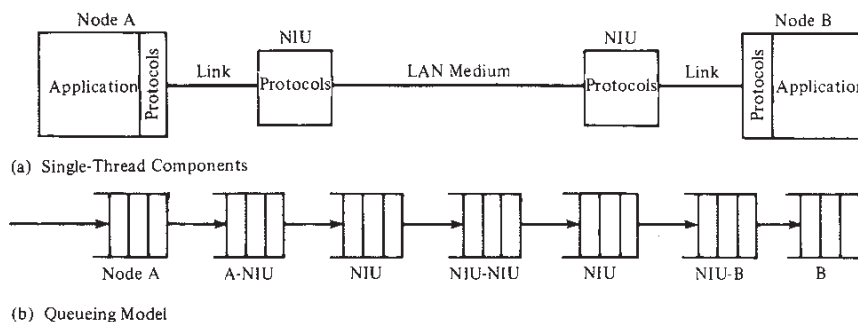 Node A
Node B
NIU
NIU
Application
Protocols
Link
Protocols
LAN Medium
Protocols
Link
Protocols
Application
(a) Single-Thread Components
Node A
A-NIU
NIU
NIU-NIU
NIU
NIU-B
B
(b) Queueing Model